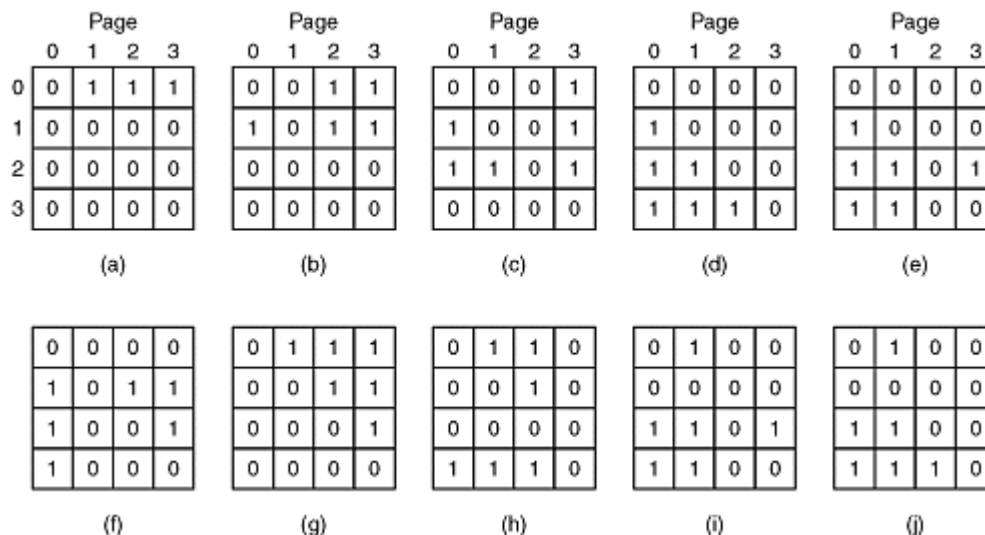 Page Page Page Page Page
0 1 2 3 0 1 2 3 0 1 2 3 0 1 2 3 0 1 2 3
0 0 1 1 1 0 0 1 1 0 0 0 1 0 0 0 0 0 0 0 0
1 0 0 0 0 1 0 1 1 1 0 0 1 1 0 0 0 1 0 0 0
2 0 0 0 0 0 0 0 0 1 1 0 1 1 1 0 0 1 1 0 1
3 0 0 0 0 0 0 0 0 0 0 0 0 1 1 1 0 1 1 0 0
(a) (b) (c) (d) (e)
0 0 0 0 0 1 1 1 0 1 1 0 0 1 0 0 0 1 0 0
1 0 1 1 0 0 1 1 0 0 1 0 0 0 0 0 0 0 0 0
1 0 0 1 0 0 0 1 0 0 0 0 1 1 0 1 1 1 0 0
1 0 0 0 0 0 0 0 1 1 1 0 1 1 0 0 1 1 1 0
(f) (g) (h) (i) (j)